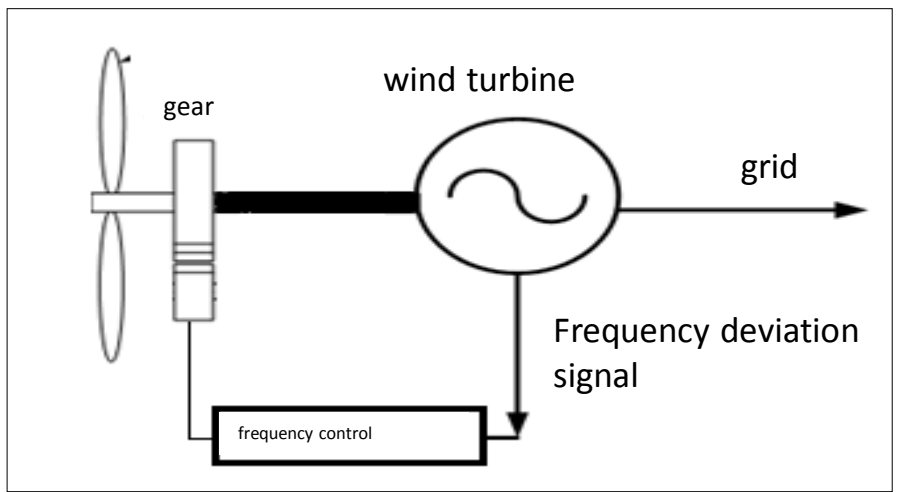 wind turbine
gear
grid
Frequency deviation
signal
frequency control